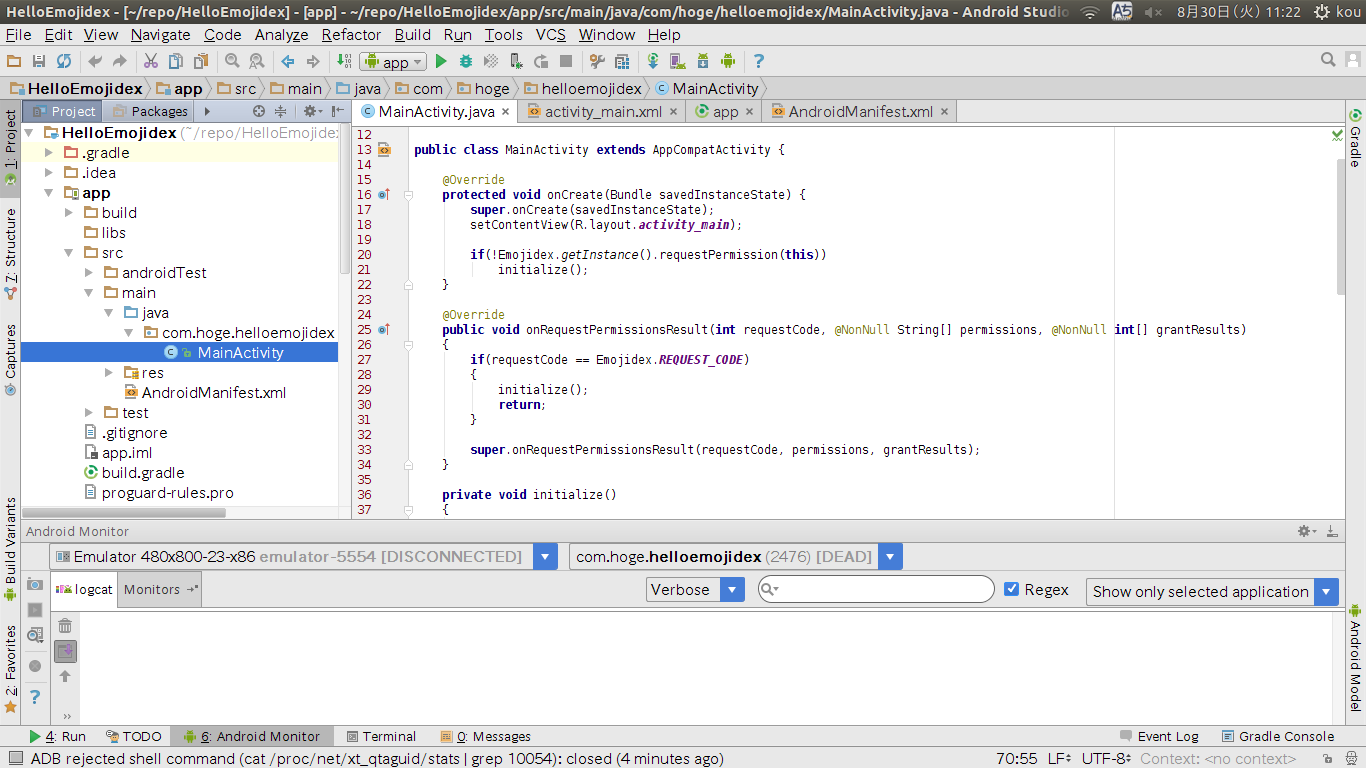 HelloEmojidex - [~/repo/HelloEmojidex] - [app] - ~/repo/HelloEmojidex/app/src/main/java/com/hoge/helloemojidex/MainActivity.java - Android Studio
8月30日(火) 11:22 kou
File Edit View Navigate Code Analyze Refactor Build Run Tools VCS Window Help
app
HelloEmojidex app src main java com hoge helloemojidex MainActivity
Project Packages
MainActivity.java activity_main.xml app AndroidManifest.xml
HelloEmojidex (~/repo/HelloEmojidex
.gradle
.idea
app
build
libs
src
androidTest
main
java
com.hoge.helloemojidex
MainActivity
res
AndroidManifest.xml
test
.gitignore
app.iml
build.gradle
proguard-rules.pro
12
13 public class MainActivity extends AppCompatActivity {
14
15 @Override
16 protected void onCreate(Bundle savedInstanceState) {
17 super.onCreate(savedInstanceState);
18 setContentView(R.layout.activity_main);
19
20 if(!Emojidex.getInstance().requestPermission(this))
21 initialize();
22 }
23
24 @Override
25 public void onRequestPermissionsResult(int requestCode, @NonNull String[] permissions, @NonNull int[] grantResults)
26 {
27 if(requestCode == Emojidex.REQUEST_CODE)
28 {
29 initialize();
30 return;
31 }
32
33 super.onRequestPermissionsResult(requestCode, permissions, grantResults);
34 }
35
36 private void initialize()
37 {
1: Project
7: Structure
Captures
Build Variants
2: Favorites
Gradle
Android Model
Android Monitor
Emulator 480x800-23-x86 emulator-5554 [DISCONNECTED] com.hoge.helloemojidex (2476) [DEAD]
logcat Monitors Verbose Regex Show only selected application
4: Run TODO 6: Android Monitor Terminal 0: Messages Event Log Gradle Console
ADB rejected shell command (cat /proc/net/xt_qtaguid/stats | grep 10054): closed (4 minutes ago) 70:55 LF UTF-8 Context: <no context>